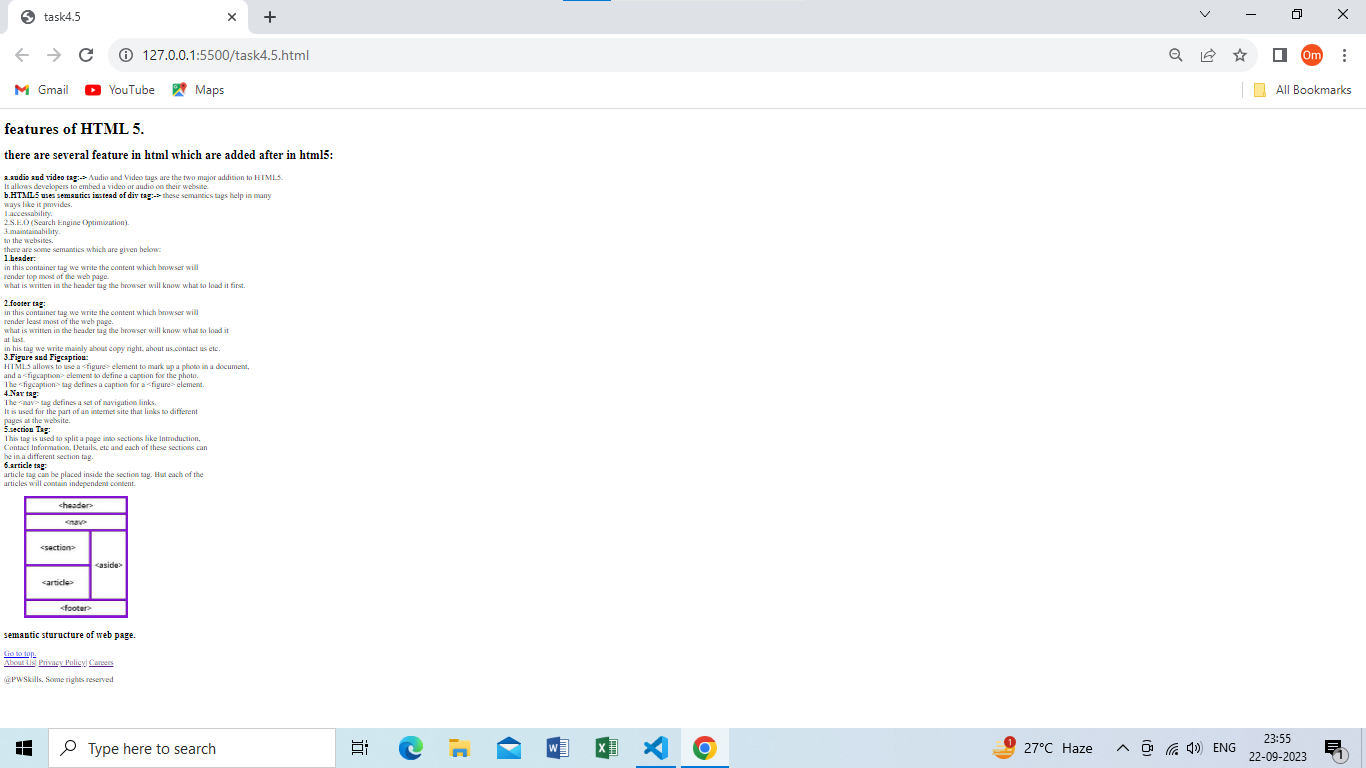 task4.5
127.0.0.1:5500/task4.5.html
Om
Gmail
YouTube
Maps
All Bookmarks
features of HTML 5.
there are several feature in html which are added after in html5:
a.audio and video tag:-> Audio and Video tags are the two major addition to HTML5.
It allows developers to embed a video or audio on their website.
b.HTML5 uses semantics instead of div tag:-> these semantics tags help in many
ways like it provides.
1.accessability.
2.S.E.O (Search Engine Optimization).
3.maintainability.
to the websites.
there are some semantics which are given below:
1.header:
in this container tag we write the content which browser will
render top most of the web page.
what is written in the header tag the browser will know what to load it first.
2.footer tag:
in this container tag we write the content which browser will
render least most of the web page.
what is written in the header tag the browser will know what to load it
at last.
in his tag we write mainly about copy right, about us,contact us etc.
3.Figure and Figcaption:
HTML5 allows to use a <figure> element to mark up a photo in a document,
and a <figcaption> element to define a caption for the photo.
The <figcaption> tag defines a caption for a <figure> element.
4.Nav tag:
The <nav> tag defines a set of navigation links.
It is used for the part of an internet site that links to different
pages at the website.
5.section Tag:
This tag is used to split a page into sections like Introduction,
Contact Information, Details, etc and each of these sections can
be in a different section tag.
6.article tag:
article tag can be placed inside the section tag. But each of the
articles will contain independent content.
<header>
<nav>
<section>
<aside>
<article>
<footer>
semantic sturucture of web page.
Go to top.
About Us| Privacy Policy| Careers
@PWSkills, Some rights reserved
Type here to search
1
27°C Haze
ENG
23:55
22-09-2023
1